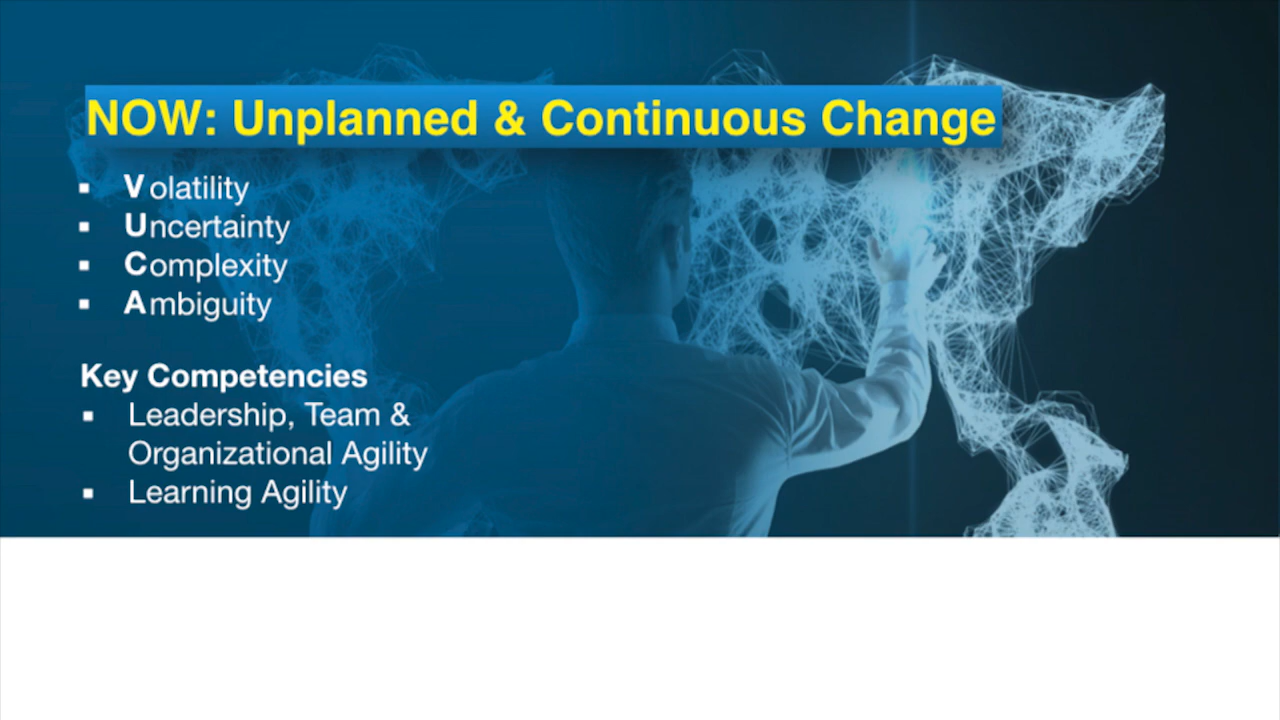 NOW: Unplanned & Continuous Change
▪ Volatility
▪ Uncertainty
▪ Complexity
▪ Ambiguity
Key Competencies
▪ Leadership, Team &
Organizational Agility
▪ Learning Agility